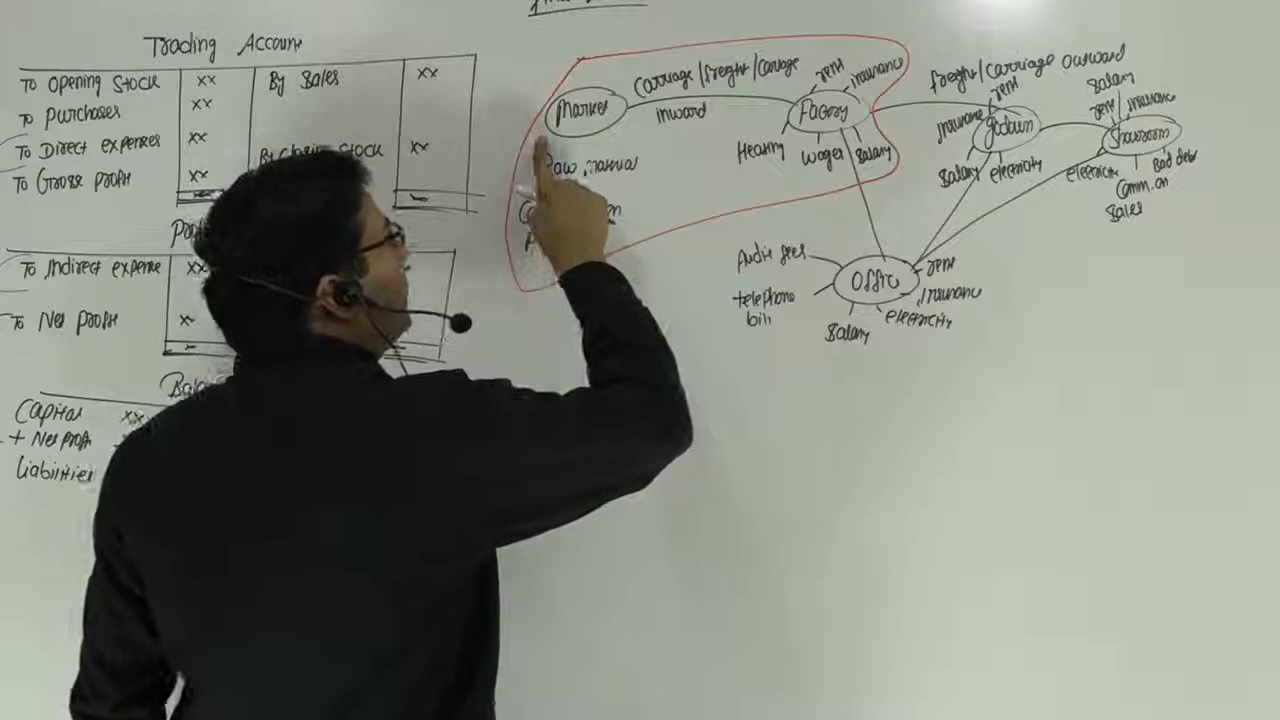 Trading Account
To Opening Stock xx By Sales xx
To Purchases xx
To Direct expenses xx By Closing Stock xx
To Gross profit xx
To Indirect expense xx
To Net profit x
Capital xx
+ Net profit
Liabilities
Market
Carriage/freight/cartage
inward
Raw material
Factory
rent
insurance
Heating
wages
Salary
freight/carriage outward
godown
insurance
rent
Salary
electricity
Showroom
Salary
rent
insurance
electricity
Bad debt
Comm. on
Sales
Office
Audit fees
telephone
bill
Salary
electricity
insurance
rent